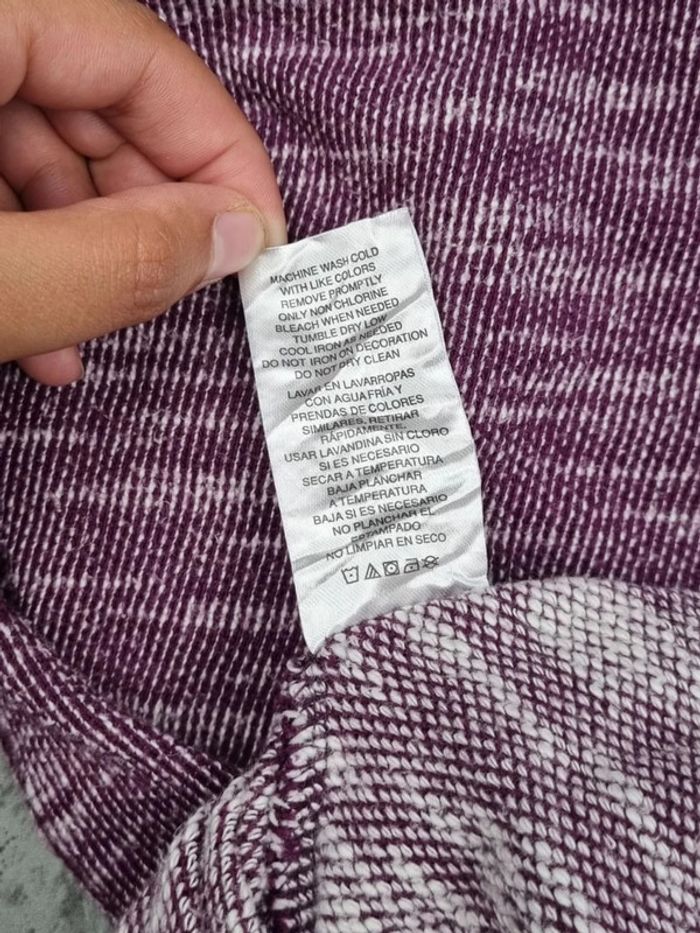 MACHINE WASH COLD
WITH LIKE COLORS
REMOVE PROMPTLY
ONLY NON CHLORINE
BLEACH WHEN NEEDED
TUMBLE DRY LOW
COOL IRON AS NEEDED
DO NOT IRON ON DECORATION
DO NOT DRY CLEAN
LAVAR EN LAVARROPAS
CON AGUA FRÍA Y
PRENDAS DE COLORES
SIMILARES. RETIRAR
RÁPIDAMENTE.
USAR LAVANDINA SIN CLORO
SI ES NECESARIO
SECAR A TEMPERATURA
BAJA PLANCHAR
A TEMPERATURA
BAJA SI ES NECESARIO
NO PLANCHAR EL
ESTAMPADO
NO LIMPIAR EN SECO